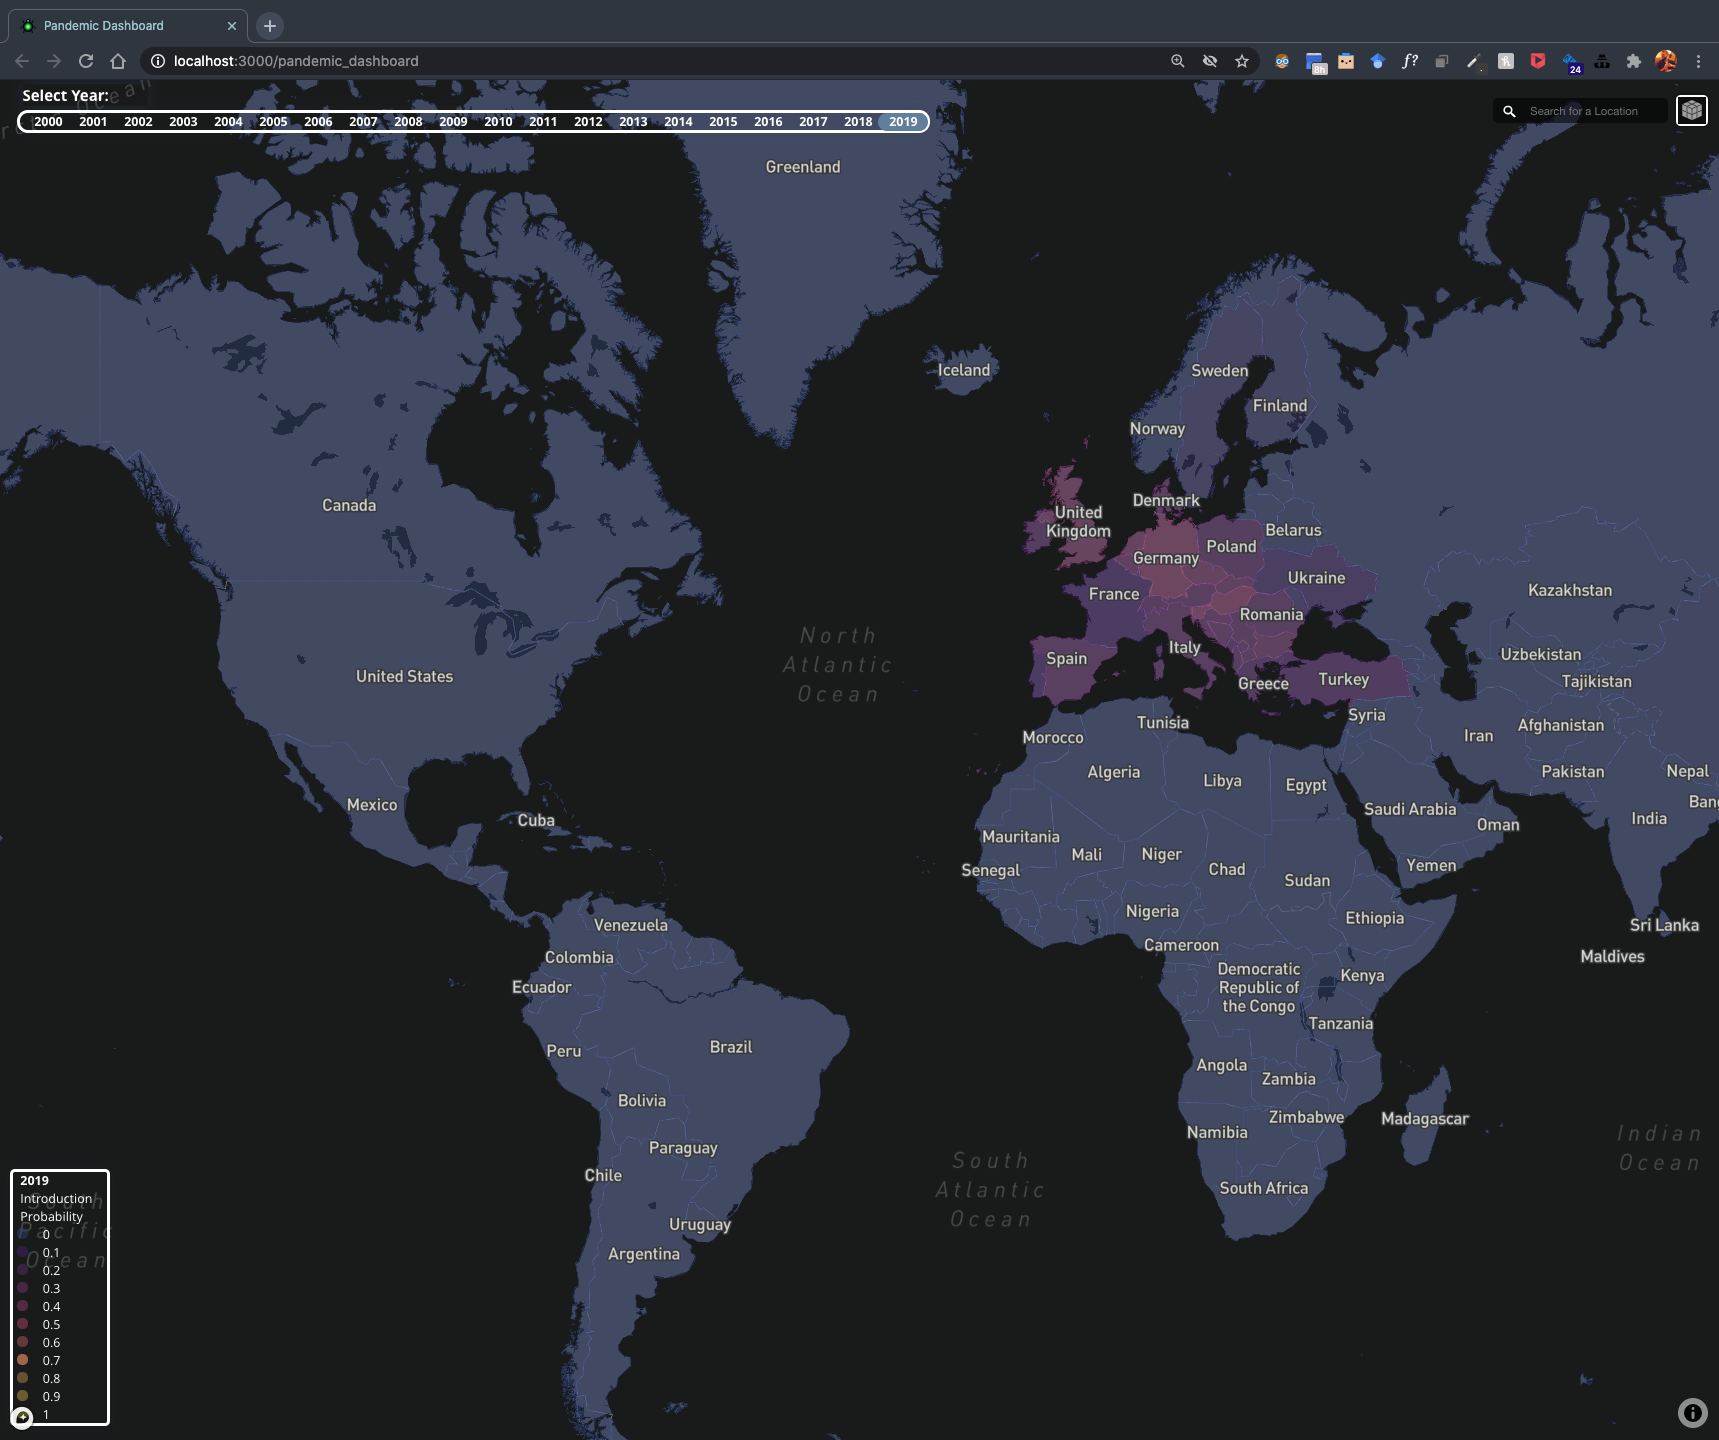 Pandemic Dashboard
localhost:3000/pandemic_dashboard
8h
f?
24
Select Year:
Ocean
2000 2001 2002 2003 2004 2005 2006 2007 2008 2009 2010 2011 2012 2013 2014 2015 2016 2017 2018 2019
Search for a Location
Greenland
Iceland
Sweden
Finland
Norway
Canada
Denmark
United
Kingdom
Belarus
Poland
Germany
Ukraine
France
Kazakhstan
Romania
North
Atlantic
Ocean
Italy
Spain
Uzbekistan
United States
Greece
Turkey
Tajikistan
Syria
Tunisia
Morocco
Iran
Afghanistan
Algeria
Libya
Egypt
Pakistan
Nepal
Mexico
Cuba
Saudi Arabia
Ban
Oman
India
Mauritania
Mali
Niger
Chad
Yemen
Senegal
Sudan
Nigeria
Ethiopia
Venezuela
Sri Lanka
Cameroon
Colombia
Maldives
Democratic
Republic of
the Congo
Kenya
Ecuador
Tanzania
Peru
Brazil
Angola
Zambia
Bolivia
Zimbabwe
Madagascar
Namibia
Indian
Ocean
Paraguay
South
Atlantic
Ocean
Chile
South Africa
Uruguay
Argentina
2019
Introduction
Probability
South
Pacific
Ocean
0
0.1
0.2
0.3
0.4
0.5
0.6
0.7
0.8
0.9
1